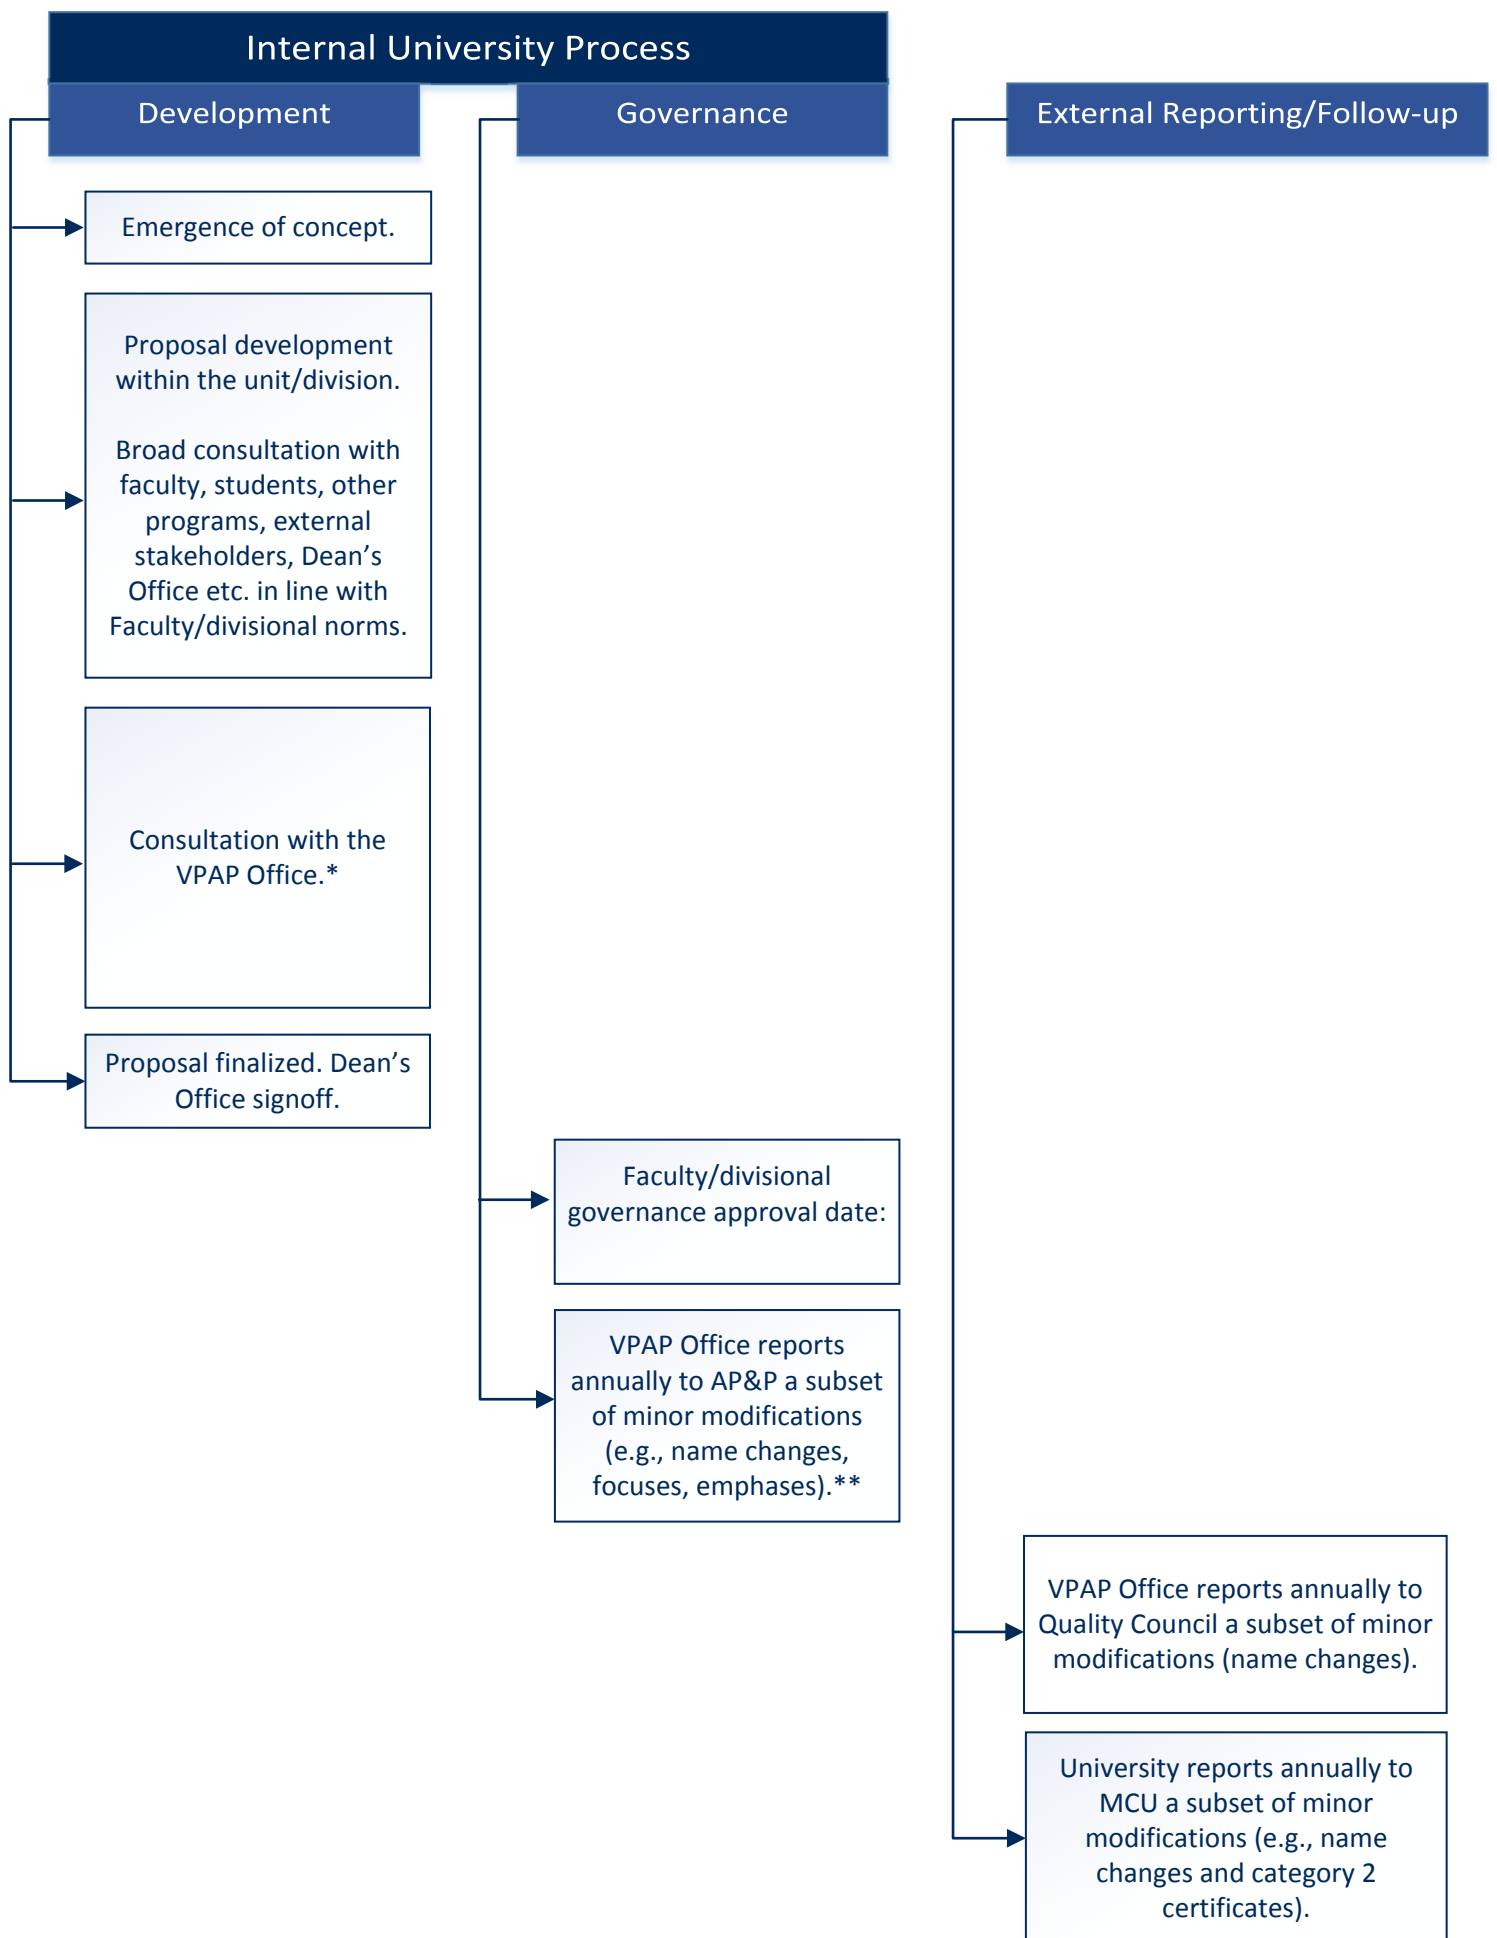 Internal University Process
Development
Governance
External Reporting/Follow-up
Emergence of concept.
Proposal development
within the unit/division.
Broad consultation with
faculty, students, other
programs, external
stakeholders, Dean’s
Office etc. in line with
Faculty/divisional norms.
Consultation with the
VPAP Office.*
Proposal finalized. Dean’s
Office signoff.
Faculty/divisional
governance approval date:
VPAP Office reports
annually to AP&P a subset
of minor modifications
(e.g., name changes,
focuses, emphases).**
VPAP Office reports annually to
Quality Council a subset of minor
modifications (name changes).
University reports annually to
MCU a subset of minor
modifications (e.g., name
changes and category 2
certificates).